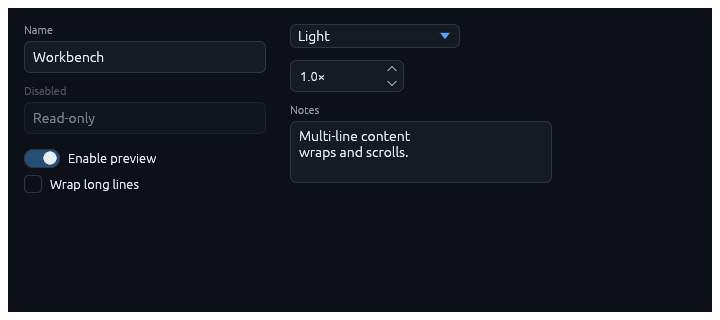 Name
Workbench
Disabled
Read-only
Enable preview
Wrap long lines
Light
1.0×
Notes
Multi-line content
wraps and scrolls.